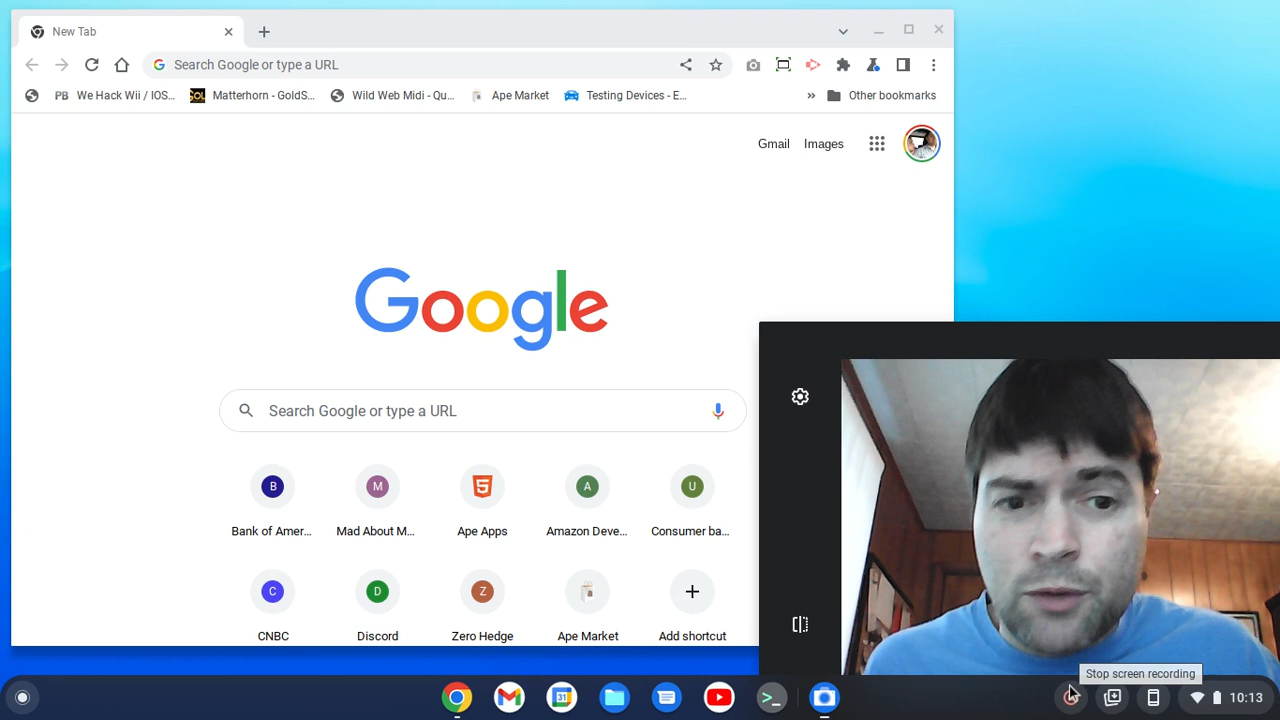 New Tab
Search Google or type a URL
PB We Hack Wii / IOS...
SOL Matterhorn - GoldS...
Wild Web Midi - Qu...
Ape Market
Testing Devices - E...
» Other bookmarks
Gmail Images
Google
Search Google or type a URL
B M A U
Bank of Amer... Mad About M... Ape Apps Amazon Deve... Consumer ba...
C D Z
CNBC Discord Zero Hedge Ape Market Add shortcut
Stop screen recording
31
10:13